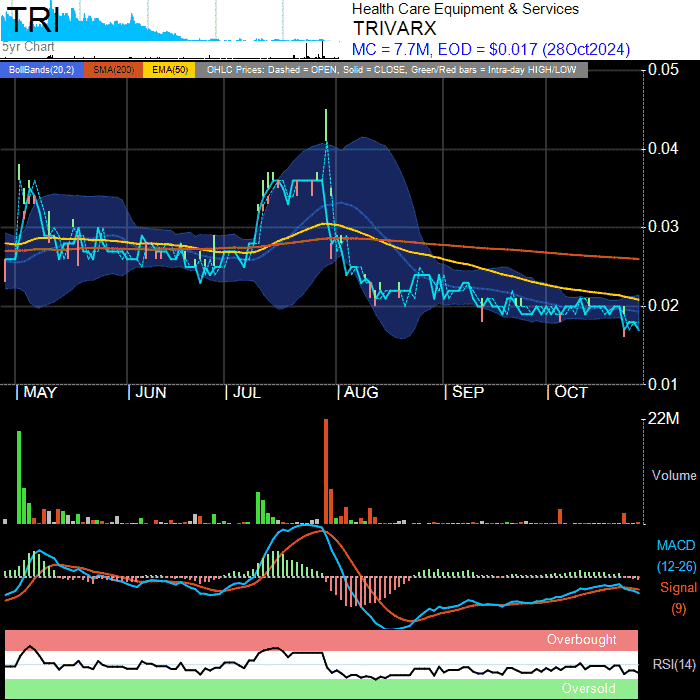 TRI
5yr Chart
Health Care Equipment & Services
TRIVARX
MC = 7.7M, EOD = $0.017 (28Oct2024)
BollBands(20,2) SMA(200) EMA(50) OHLC Prices: Dashed = OPEN, Solid = CLOSE, Green/Red bars = Intra-day HIGH/LOW
0.05
0.04
0.03
0.02
0.01
MAY JUN JUL AUG SEP OCT
22M
Volume
MACD
(12-26)
Signal
(9)
Overbought
RSI(14)
Oversold